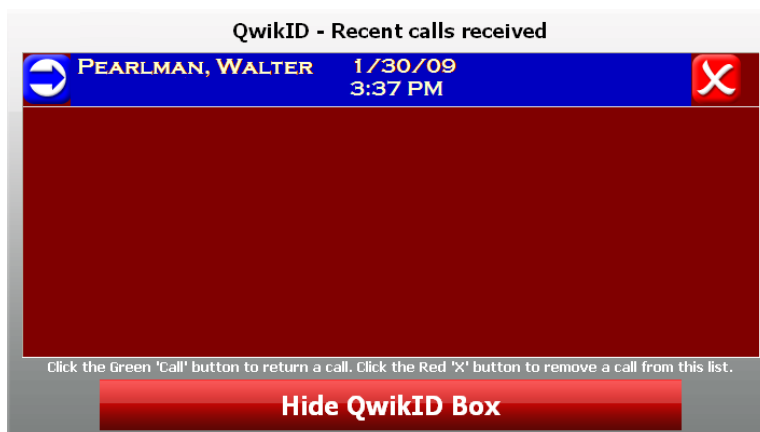 QwikID - Recent calls received
Pearlman, Walter 1/30/09
3:37 PM
X
Click the Green 'Call' button to return a call. Click the Red 'X' button to remove a call from this list.
Hide QwikID Box